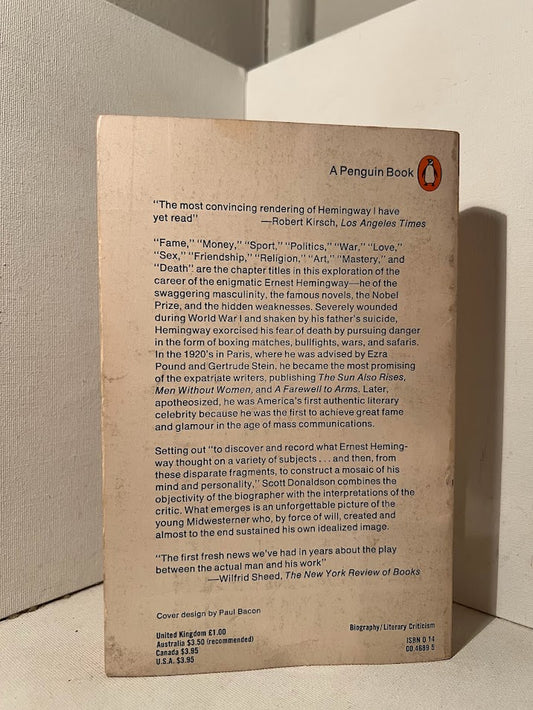 A Penguin Book
"The most convincing rendering of Hemingway I have
yet read"
—Robert Kirsch, Los Angeles Times
"Fame," "Money," "Sport," "Politics," "War," "Love,"
"Sex," "Friendship," "Religion," "Art," "Mastery," and
"Death" are the chapter titles in this exploration of the
career of the enigmatic Ernest Hemingway—he of the
swaggering masculinity, the famous novels, the Nobel
Prize, and the hidden weaknesses. Severely wounded
during World War I and shaken by his father's suicide,
Hemingway exorcised his fear of death by pursuing danger
in the form of boxing matches, bullfights, wars, and safaris.
In the 1920's in Paris, where he was advised by Ezra
Pound and Gertrude Stein, he became the most promising
of the expatriate writers, publishing The Sun Also Rises,
Men Without Women, and A Farewell to Arms. Later,
apotheosized, he was America's first authentic literary
celebrity because he was the first to achieve great fame
and glamour in the age of mass communications.
Setting out "to discover and record what Ernest Heming-
way thought on a variety of subjects . . . and then, from
these disparate fragments, to construct a mosaic of his
mind and personality," Scott Donaldson combines the
objectivity of the biographer with the interpretations of the
critic. What emerges is an unforgettable picture of the
young Midwesterner who, by force of will, created and
almost to the end sustained his own idealized image.
"The first fresh news we've had in years about the play
between the actual man and his work"
—Wilfrid Sheed, The New York Review of Books
Cover design by Paul Bacon
United Kingdom £1.00
Australia $3.50 (recommended)
Canada $3.95
U.S.A. $3.95
Biography/Literary Criticism
ISBN 0 14
00 4689 5